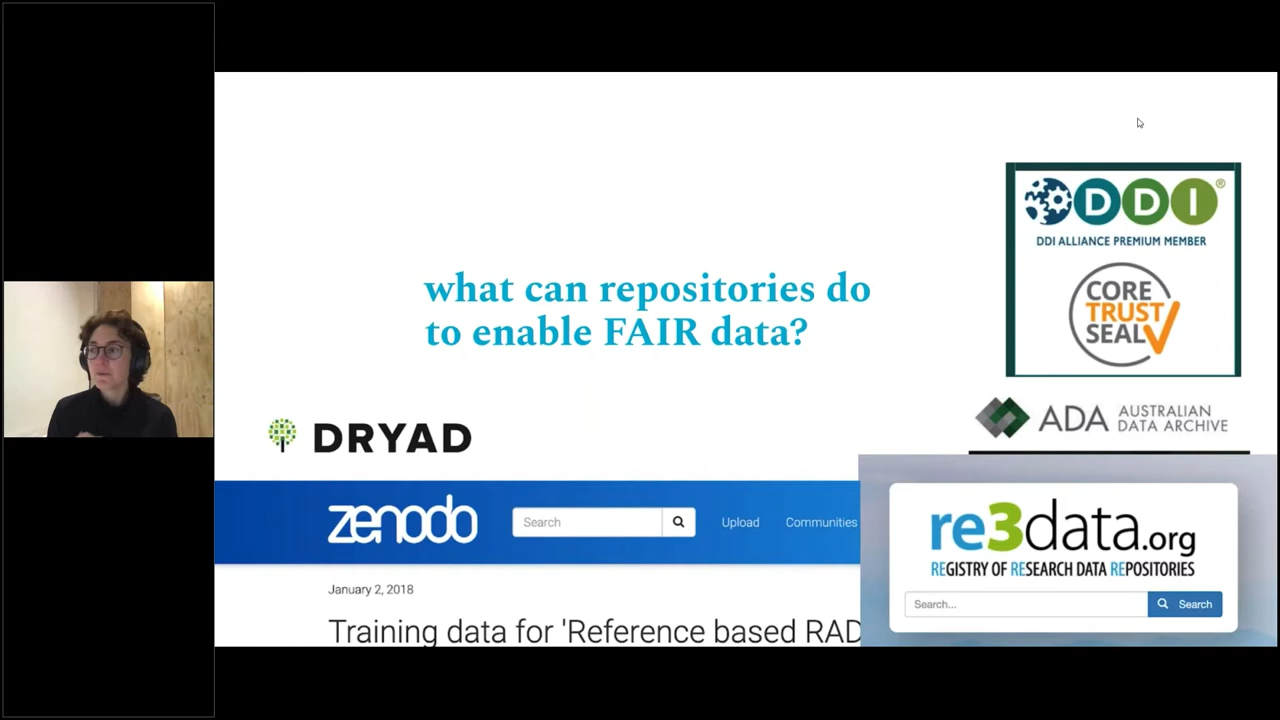 DDI®
DDI ALLIANCE PREMIUM MEMBER
CORE
TRUST
SEAL
what can repositories do
to enable FAIR data?
ADA AUSTRALIAN
DATA ARCHIVE
DRYAD
zenodo
Search
Upload
Communities
re3data.org
REGISTRY OF RESEARCH DATA REPOSITORIES
Search...
Search
January 2, 2018
Training data for 'Reference based RAD